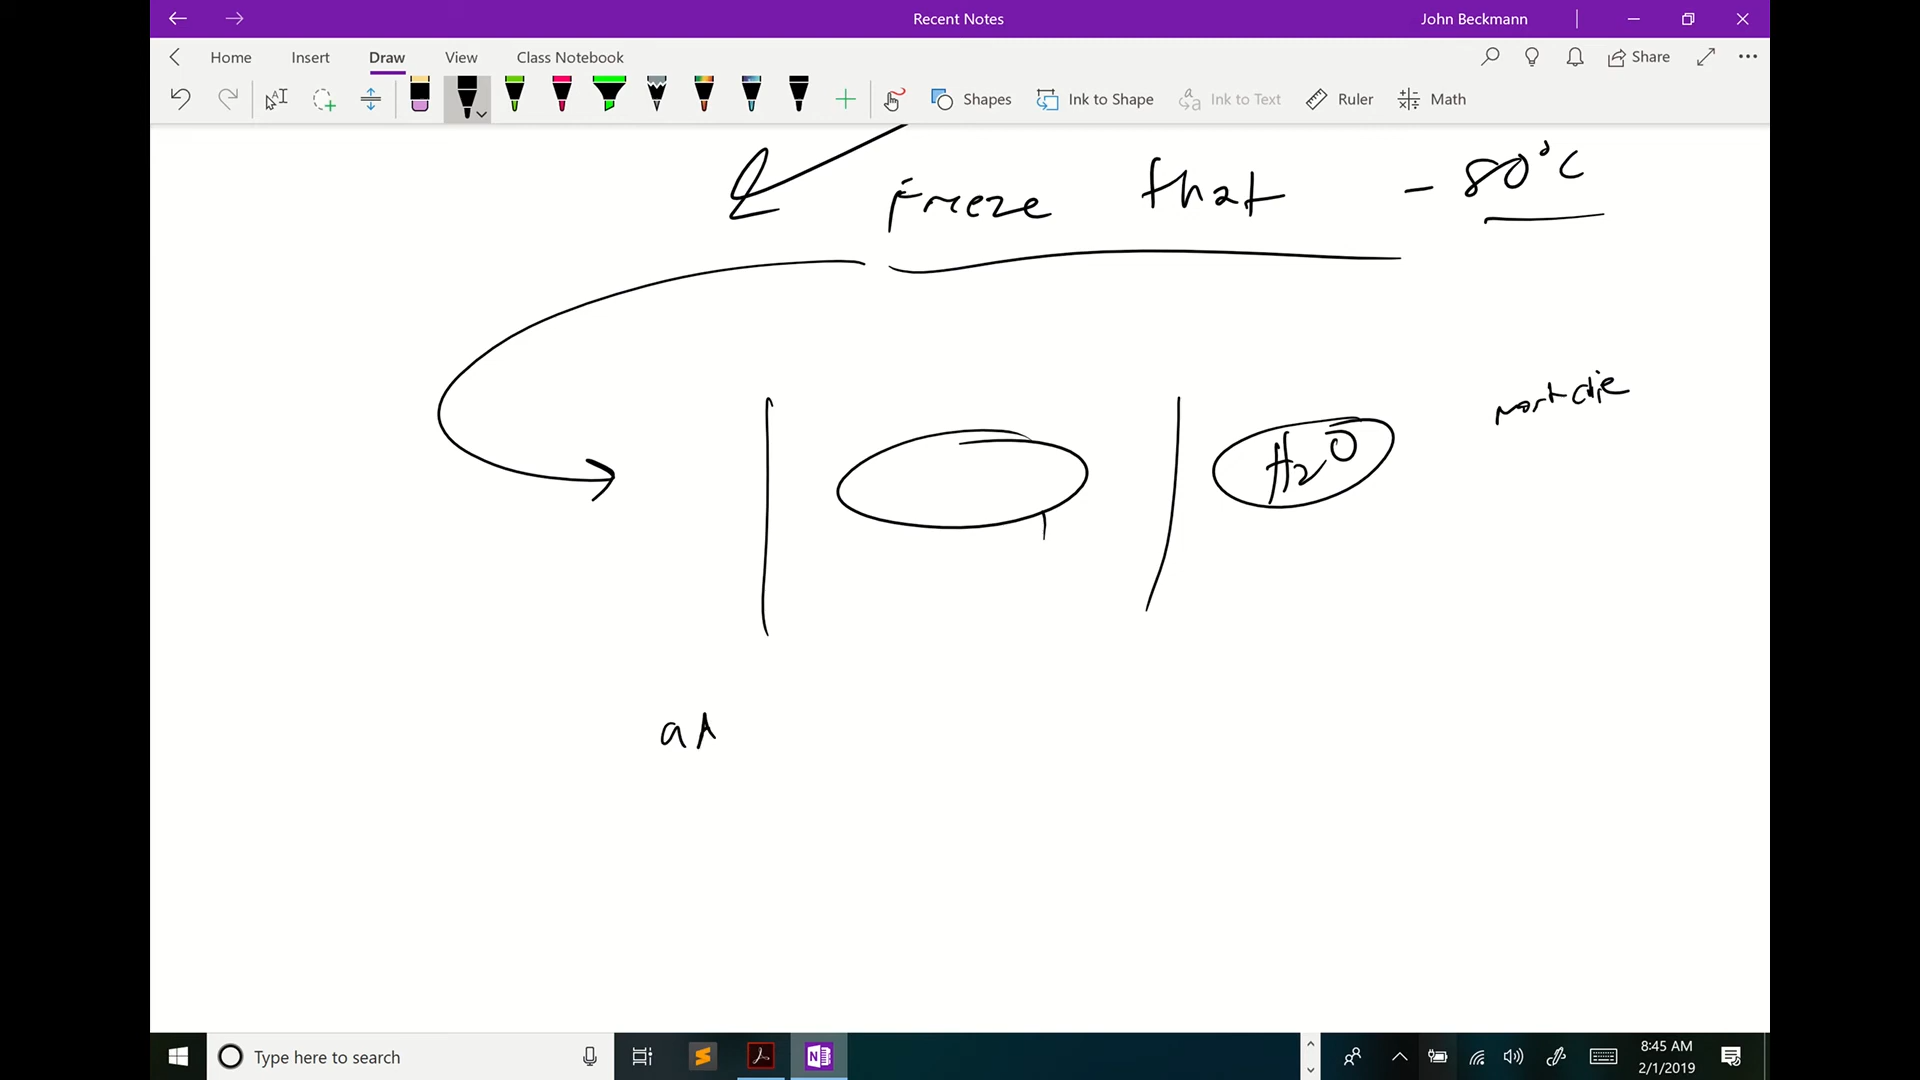 Recent Notes
John Beckmann
Home Insert Draw View Class Notebook
Share
Shapes Ink to Shape Ink to Text Ruler Math
Freeze that - 80°C
H2O
Type here to search
8:45 AM
2/1/2019